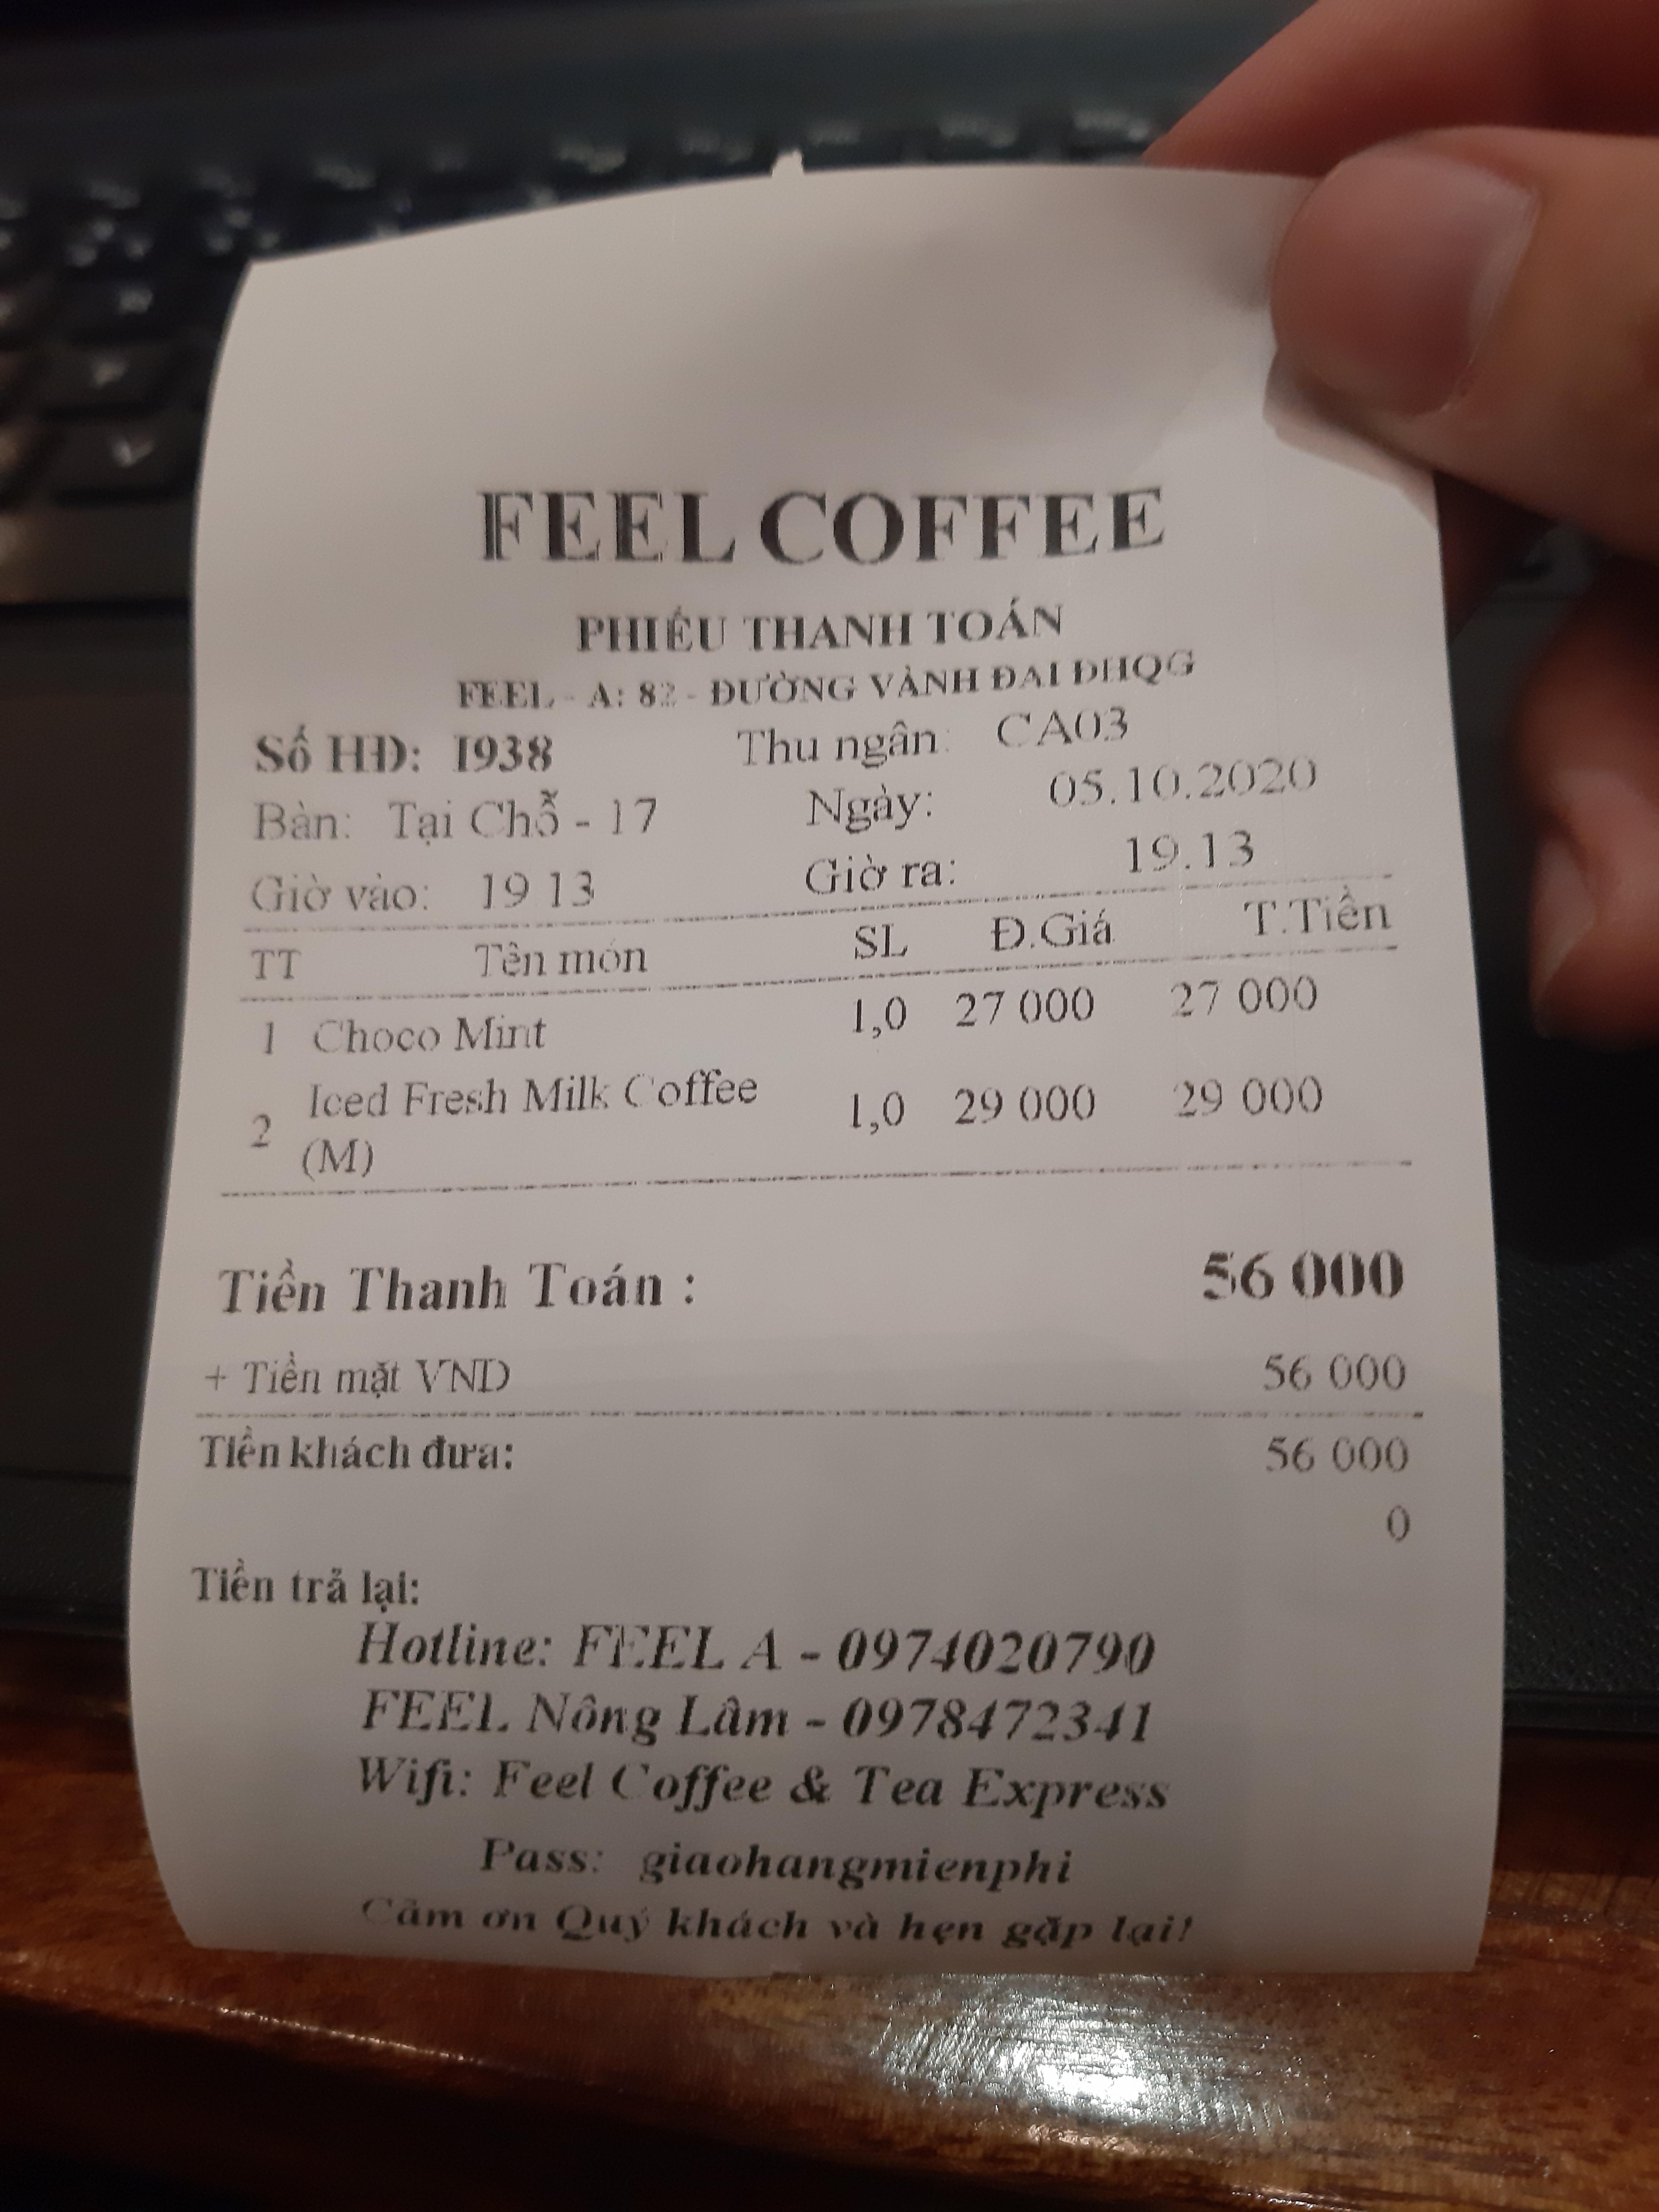 FEEL COFFEE
PHIẾU THANH TOÁN
FEEL - A: 82 - ĐƯỜNG VÀNH ĐAI ĐHQG
Số HĐ: 1938 Thu ngân: CA03
Bàn: Tại Chỗ - 17 Ngày: 05.10.2020
Giờ vào: 19 13 Giờ ra: 19.13
TT Tên món SL Đ.Giá T.Tiền
1 Choco Mint 1,0 27 000 27 000
2 Iced Fresh Milk Coffee (M) 1,0 29 000 29 000
Tiền Thanh Toán : 56 000
+ Tiền mặt VND 56 000
Tiền khách đưa: 56 000
0
Tiền trả lại:
Hotline: FEEL A - 0974020790
FEEL Nông Lâm - 0978472341
Wifi: Feel Coffee & Tea Express
Pass: giaohangmienphi
Cảm ơn Quý khách và hẹn gặp lại!